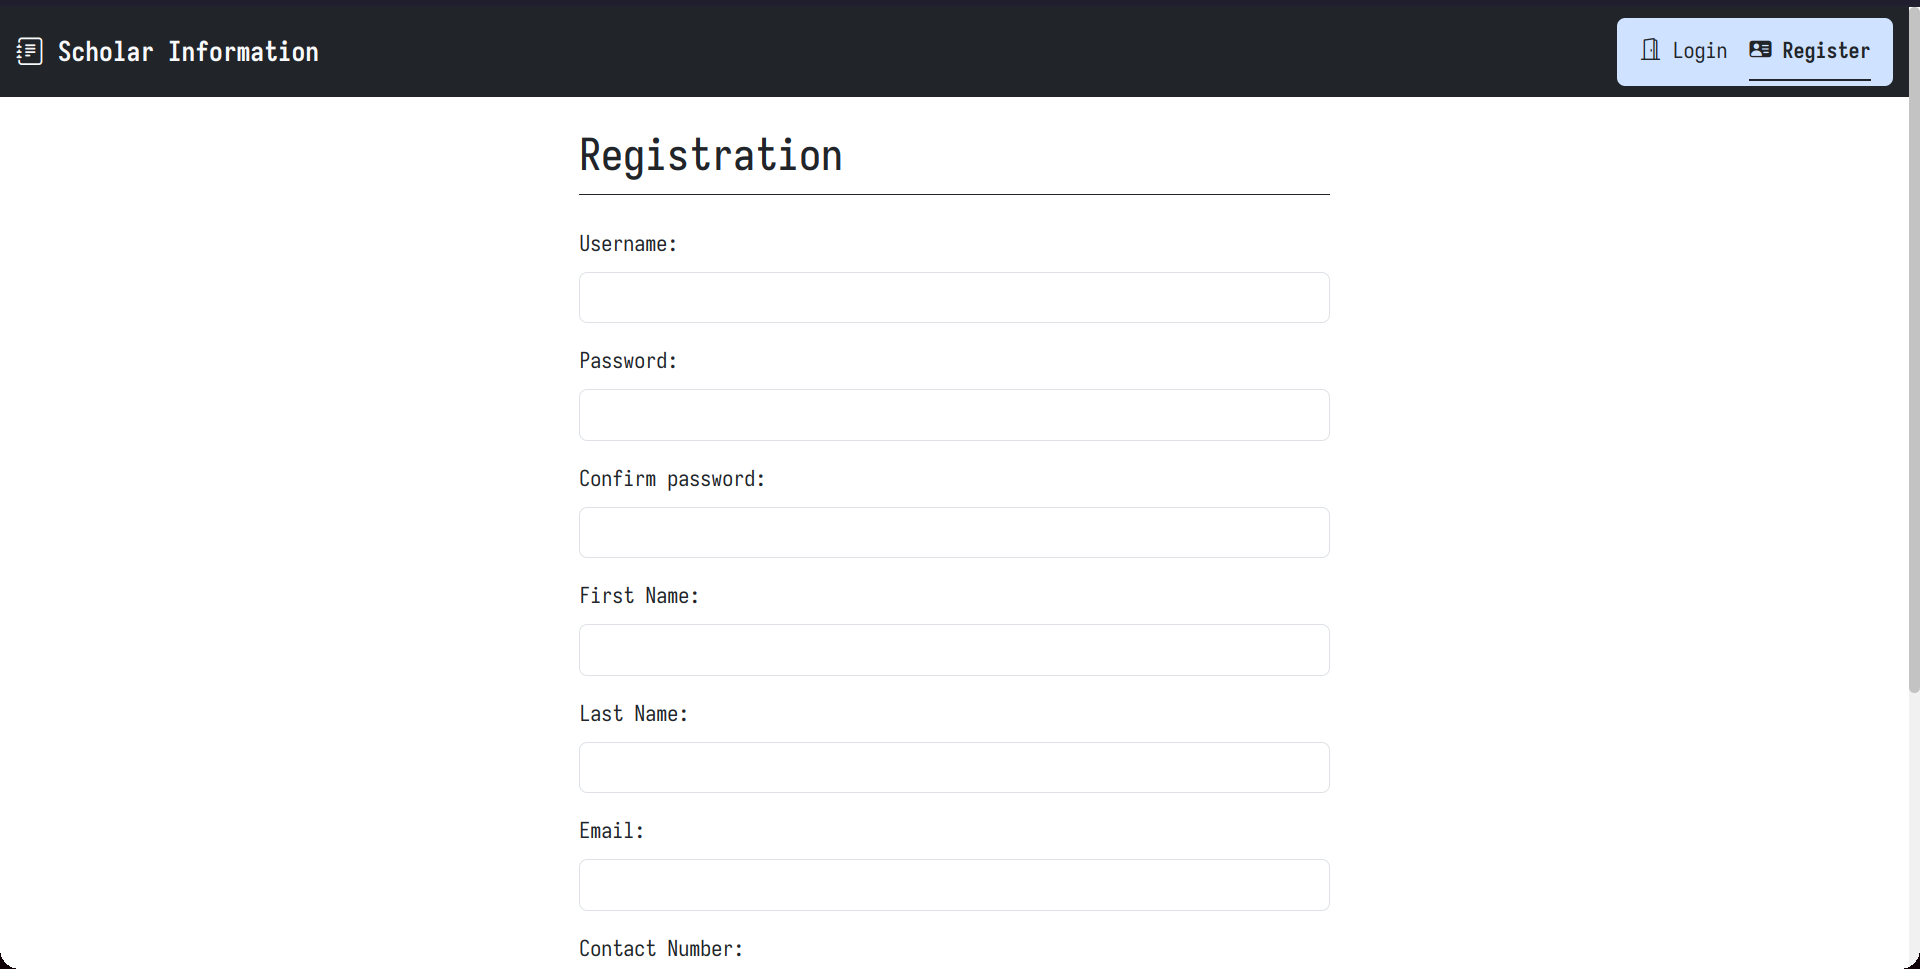 Scholar Information
Login
Register
Registration
Username:
Password:
Confirm password:
First Name:
Last Name:
Email:
Contact Number: